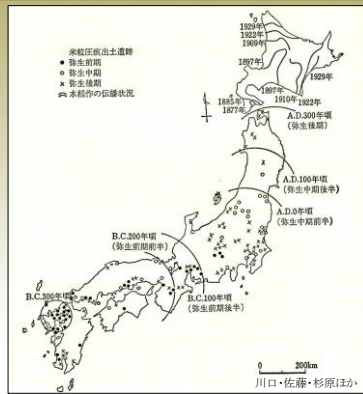 米粒圧痕出土遺跡
● 弥生前期
○ 弥生中期
× 弥生後期
水稲作の伝播状況
1929年
1922年
1909年
1897年
1929年
1897年
1910年
1922年
1885年
1877年
A.D.300年頃
(弥生後期)
A.D.100年頃
(弥生中期後半)
A.D.0年頃
(弥生中期前半)
B.C.200年頃
(弥生前期前半)
B.C.300年頃
B.C.100年頃
(弥生前期後半)
0 200km
川口・佐藤・杉原ほか